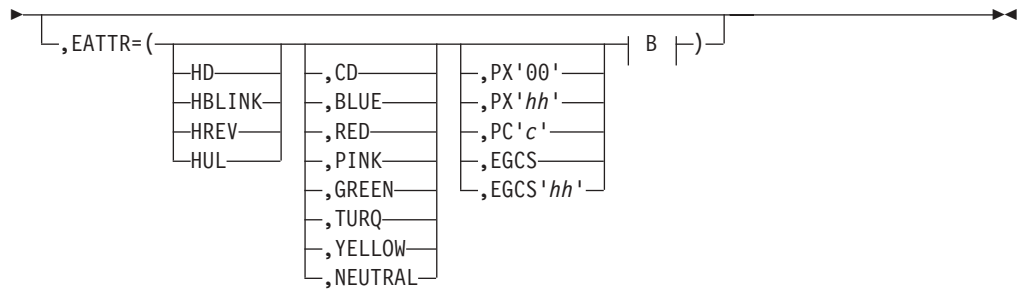 ,EATTR=( B )
HD ,CD ,PX'00'
HBLINK ,BLUE ,PX'hh'
HREV ,RED ,PC'c'
HUL ,PINK ,EGCS
,GREEN ,EGCS'hh'
,TURQ
,YELLOW
,NEUTRAL